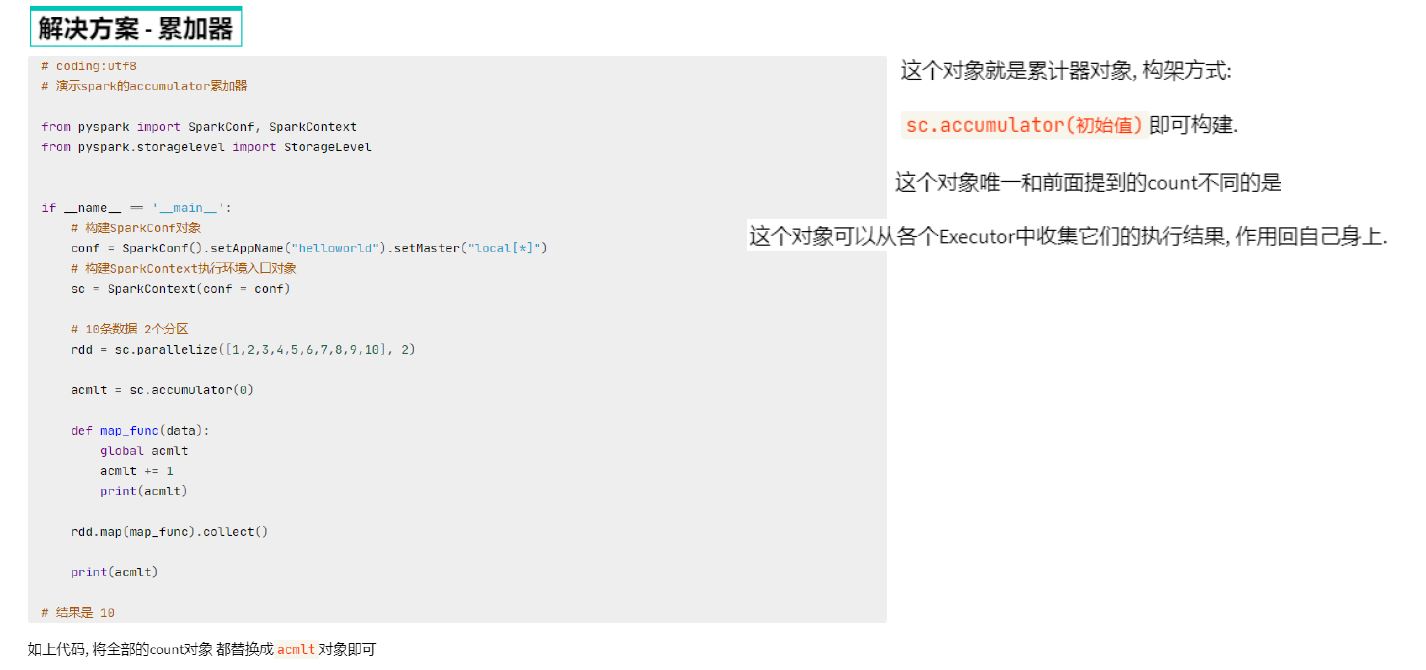 解决方案 - 累加器
# coding:utf8
# 演示spark的accumulator累加器
from pyspark import SparkConf, SparkContext
from pyspark.storagelevel import StorageLevel
if __name__ == '__main__':
# 构建SparkConf对象
conf = SparkConf().setAppName("helloworld").setMaster("local[*]")
# 构建SparkContext执行环境入口对象
sc = SparkContext(conf = conf)
# 10条数据 2个分区
rdd = sc.parallelize([1,2,3,4,5,6,7,8,9,10], 2)
acmlt = sc.accumulator(0)
def map_func(data):
global acmlt
acmlt += 1
print(acmlt)
rdd.map(map_func).collect()
print(acmlt)
# 结果是 10
如上代码, 将全部的count对象 都替换成acmlt对象即可
这个对象就是累计器对象, 构架方式:
sc.accumulator(初始值)即可构建.
这个对象唯一和前面提到的count不同的是
这个对象可以从各个Executor中收集它们的执行结果, 作用回自己身上.